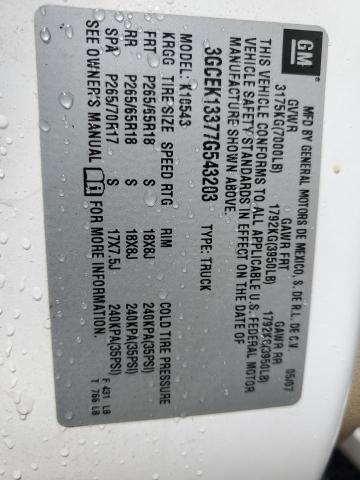 GM
MFD BY GENERAL MOTORS DE MEXICO, S. DE R.L. DE C.V.
05/07
GVWR GAWR FRT GAWR RR
3175KG(7000LB) 1792KG(3950LB) 1792KG(3950LB)
THIS VEHICLE CONFORMS TO ALL APPLICABLE U.S. FEDERAL MOTOR
VEHICLE SAFETY STANDARDS IN EFFECT ON THE DATE OF
MANUFACTURE SHOWN ABOVE.
3GCEK13377G543203 TYPE: TRUCK
K10543
KRGG TIRE SIZE SPEED RTG RIM COLD TIRE PRESSURE
FRT P265/65R18 S 18X8J 240KPA(35PSI)
RR P265/65R18 S 18X8J 240KPA(35PSI)
SPA P265/70R17 S 17X7.5J 240KPA(35PSI)
SEE OWNER'S MANUAL FOR MORE INFORMATION.
F 431 LB
T 766 LB